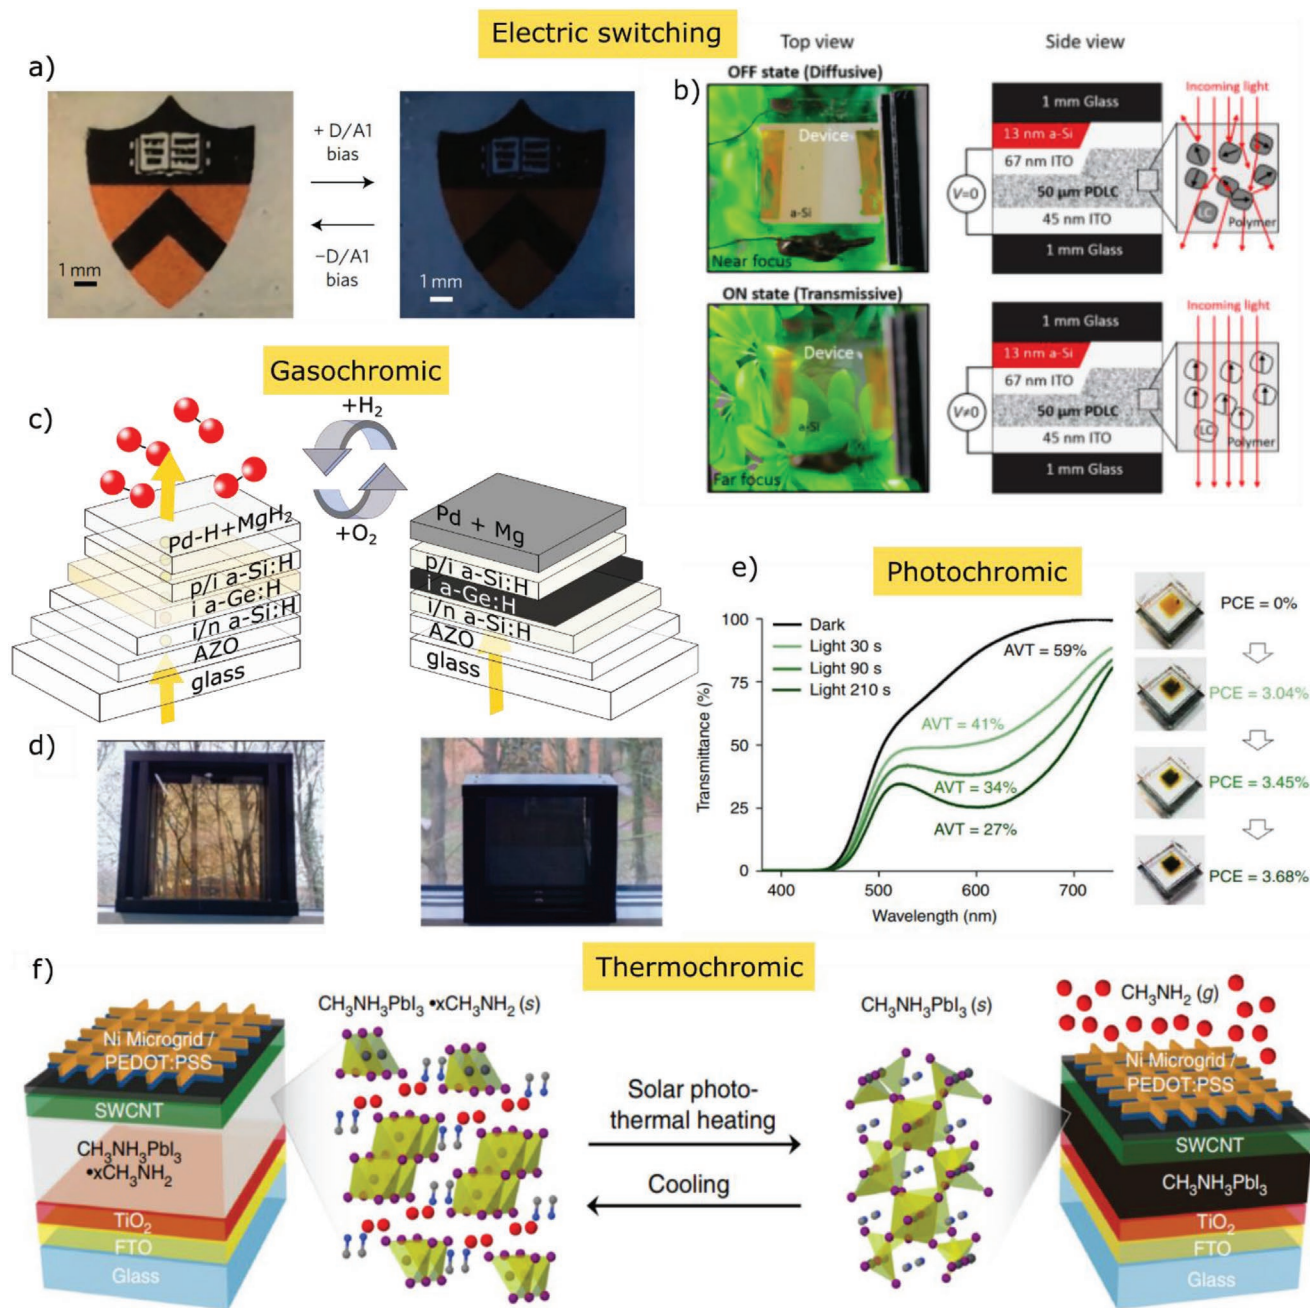 Electric switching
a)
+ D/A1
bias
−D/A1
bias
1 mm
1 mm
b)
Top view
Side view
OFF state (Diffusive)
Device
a-Si
Near focus
V=0
1 mm Glass
13 nm a-Si
67 nm ITO
50 µm PDLC
45 nm ITO
1 mm Glass
Incoming light
LC
Polymer
ON state (Transmissive)
Device
a-Si
Far focus
V≠0
1 mm Glass
13 nm a-Si
67 nm ITO
50 µm PDLC
45 nm ITO
1 mm Glass
Incoming light
LC
Polymer
Gasochromic
c)
+H₂
+O₂
Pd-H+MgH₂
p/i a-Si:H
i a-Ge:H
i/n a-Si:H
AZO
glass
Pd + Mg
p/i a-Si:H
i a-Ge:H
i/n a-Si:H
AZO
glass
d)
e)
Photochromic
Transmittance (%)
100
75
50
25
0
Dark
Light 30 s
Light 90 s
Light 210 s
AVT = 59%
AVT = 41%
AVT = 34%
AVT = 27%
400
500
600
700
Wavelength (nm)
PCE = 0%
PCE = 3.04%
PCE = 3.45%
PCE = 3.68%
f)
Thermochromic
Ni Microgrid /
PEDOT:PSS
SWCNT
CH₃NH₃PbI₃
•xCH₃NH₂
TiO₂
FTO
Glass
CH₃NH₃PbI₃ •xCH₃NH₂ (s)
Solar photo-
thermal heating
Cooling
CH₃NH₃PbI₃ (s)
CH₃NH₂ (g)
Ni Microgrid /
PEDOT:PSS
SWCNT
CH₃NH₃PbI₃
TiO₂
FTO
Glass